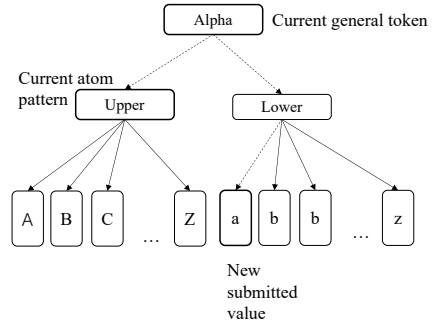 Alpha
Current general token
Current atom
pattern
Upper
Lower
A B C ... Z a b b ... z
New
submitted
value